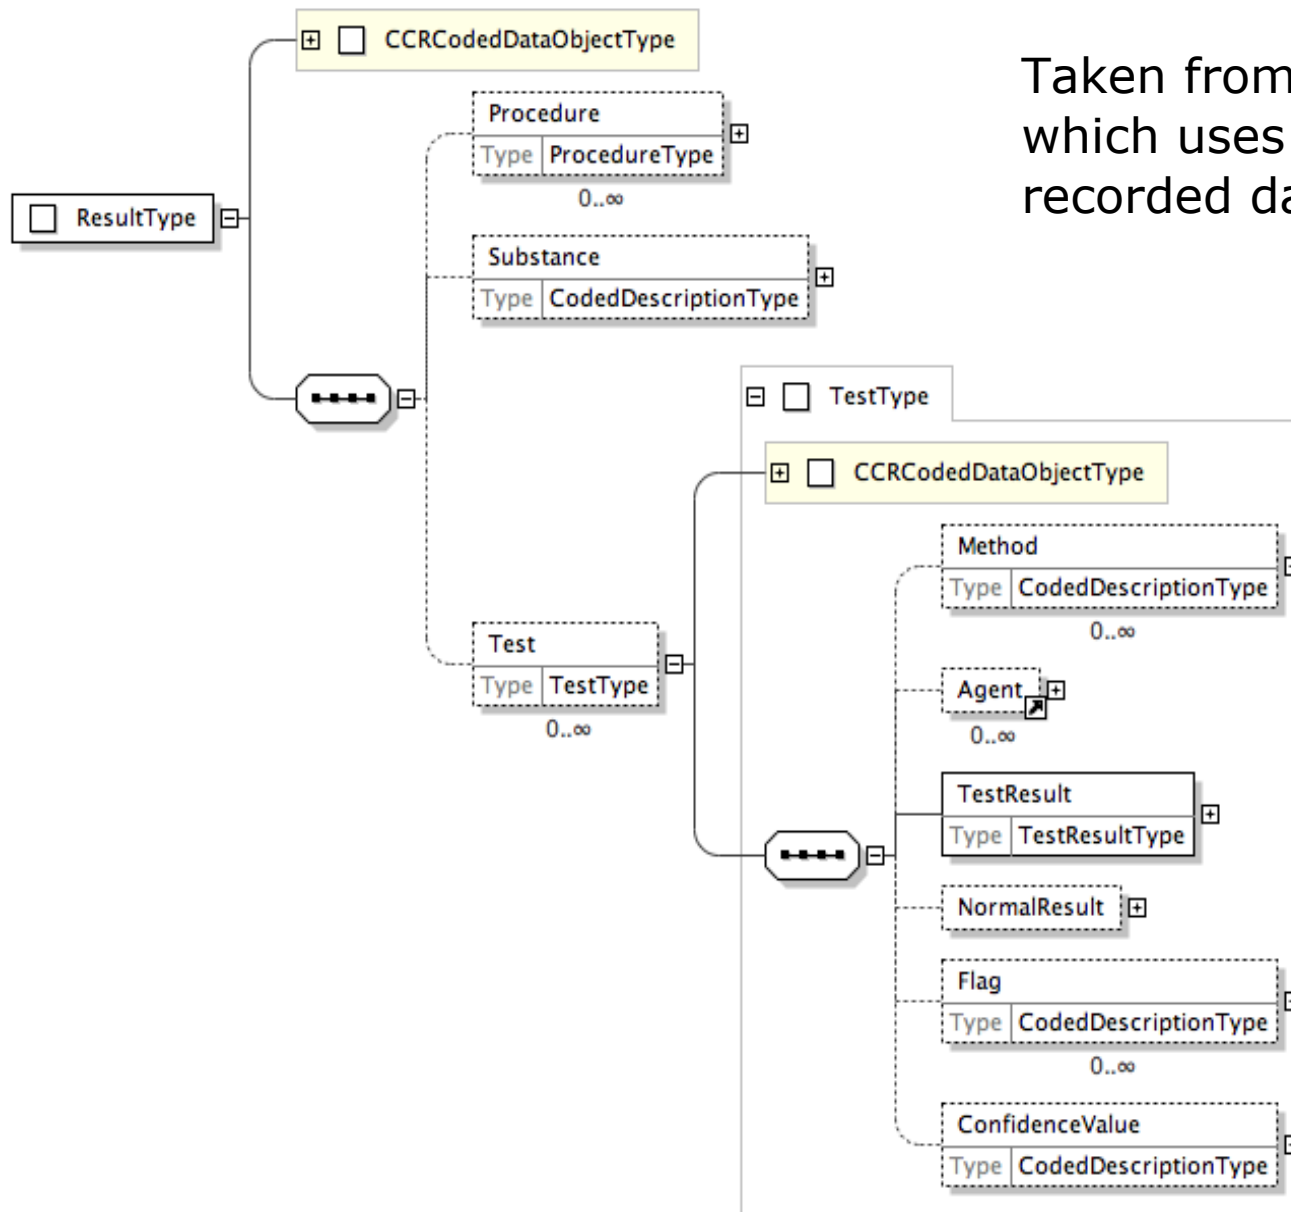 CCRCodedDataObjectType
Taken from
which uses
recorded
Procedure
Type ProcedureType
0..∞
ResultType
Substance
Type CodedDescriptionType
TestType
CCRCodedDataObjectType
Method
Type CodedDescriptionType
0..∞
Test
Type TestType
0..∞
Agent
0..∞
TestResult
Type TestResultType
NormalResult
Flag
Type CodedDescriptionType
0..∞
ConfidenceValue
Type CodedDescriptionType